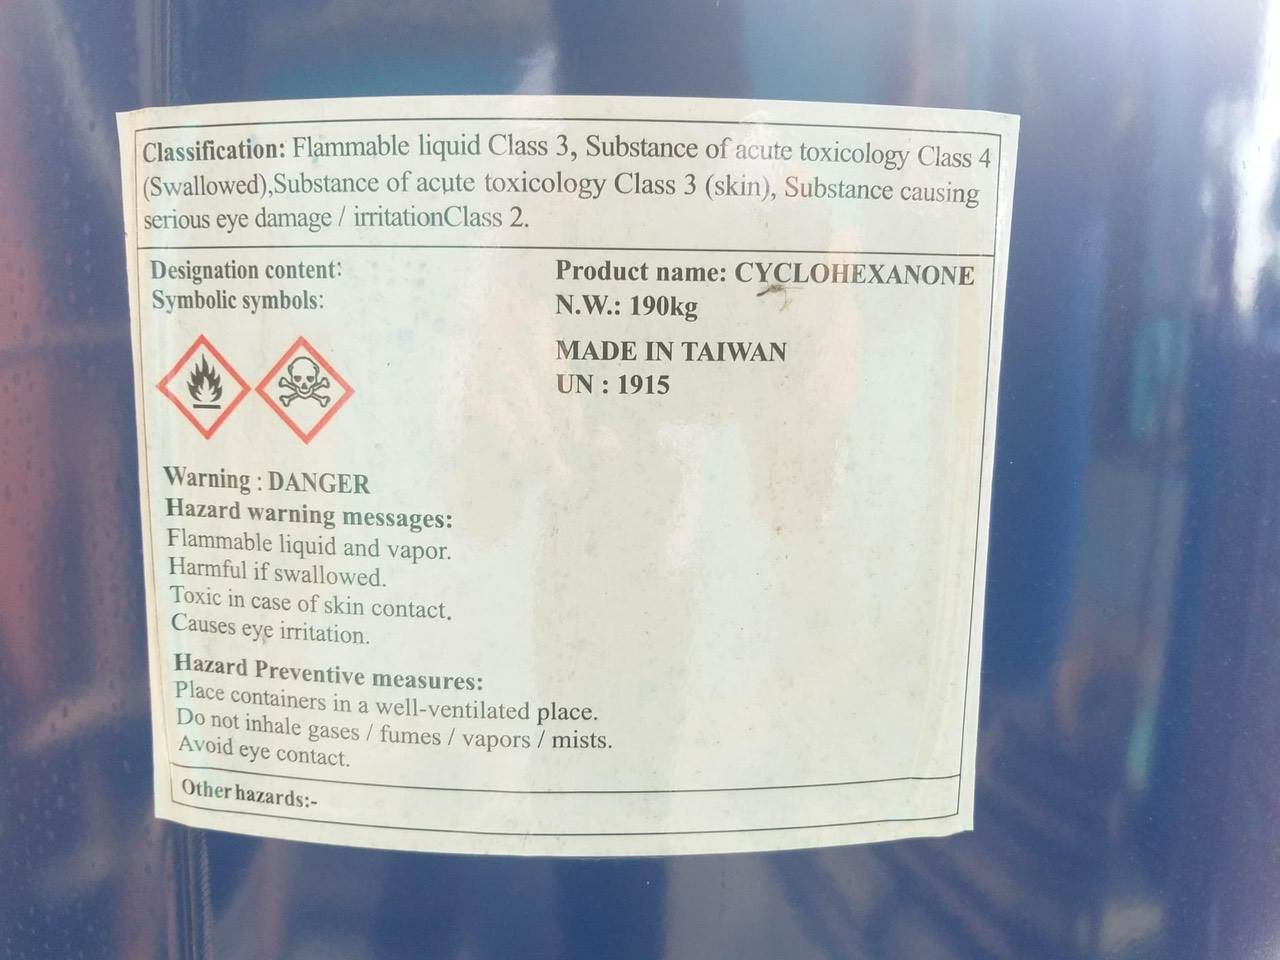 Classification: Flammable liquid Class 3, Substance of acute toxicology Class 4
(Swallowed),Substance of acute toxicology Class 3 (skin), Substance causing
serious eye damage / irritationClass 2.
Designation content:
Symbolic symbols:
Product name: CYCLOHEXANONE
N.W.: 190kg
MADE IN TAIWAN
UN : 1915
Warning : DANGER
Hazard warning messages:
Flammable liquid and vapor.
Harmful if swallowed.
Toxic in case of skin contact.
Causes eye irritation.
Hazard Preventive measures:
Place containers in a well-ventilated place.
Do not inhale gases / fumes / vapors / mists.
Avoid eye contact.
Other hazards:-